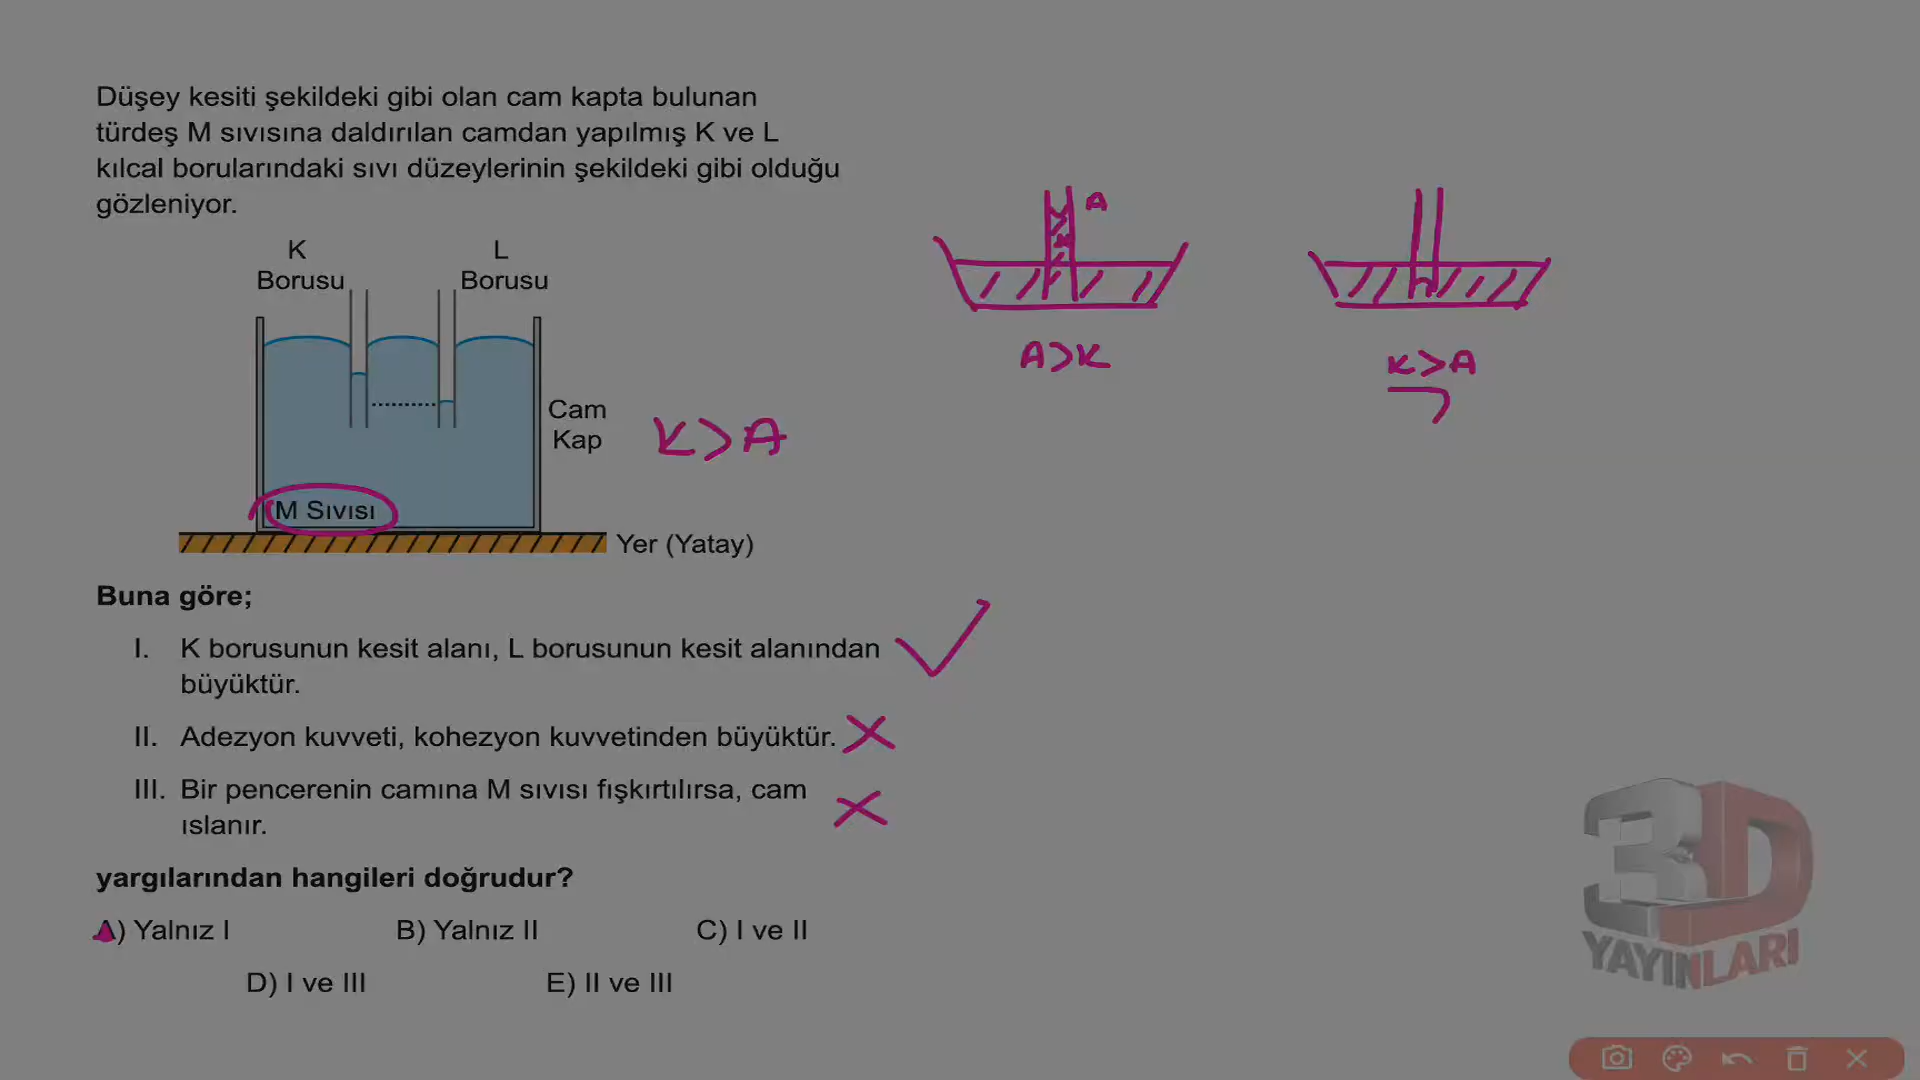 Düşey kesiti şekildeki gibi olan cam kapta bulunan
türdeş M sıvısına daldırılan camdan yapılmış K ve L
kılcal borularındaki sıvı düzeylerinin şekildeki gibi olduğu
gözleniyor.
K
Borusu
L
Borusu
Cam
Kap
M Sıvısı
Yer (Yatay)
K>A
A
A>K
K>A
Buna göre;
I. K borusunun kesit alanı, L borusunun kesit alanından
büyüktür.
II. Adezyon kuvveti, kohezyon kuvvetinden büyüktür.
III. Bir pencerenin camına M sıvısı fışkırtılırsa, cam
ıslanır.
yargılarından hangileri doğrudur?
A) Yalnız I B) Yalnız II C) I ve II
D) I ve III E) II ve III
3D
YAYINLARI